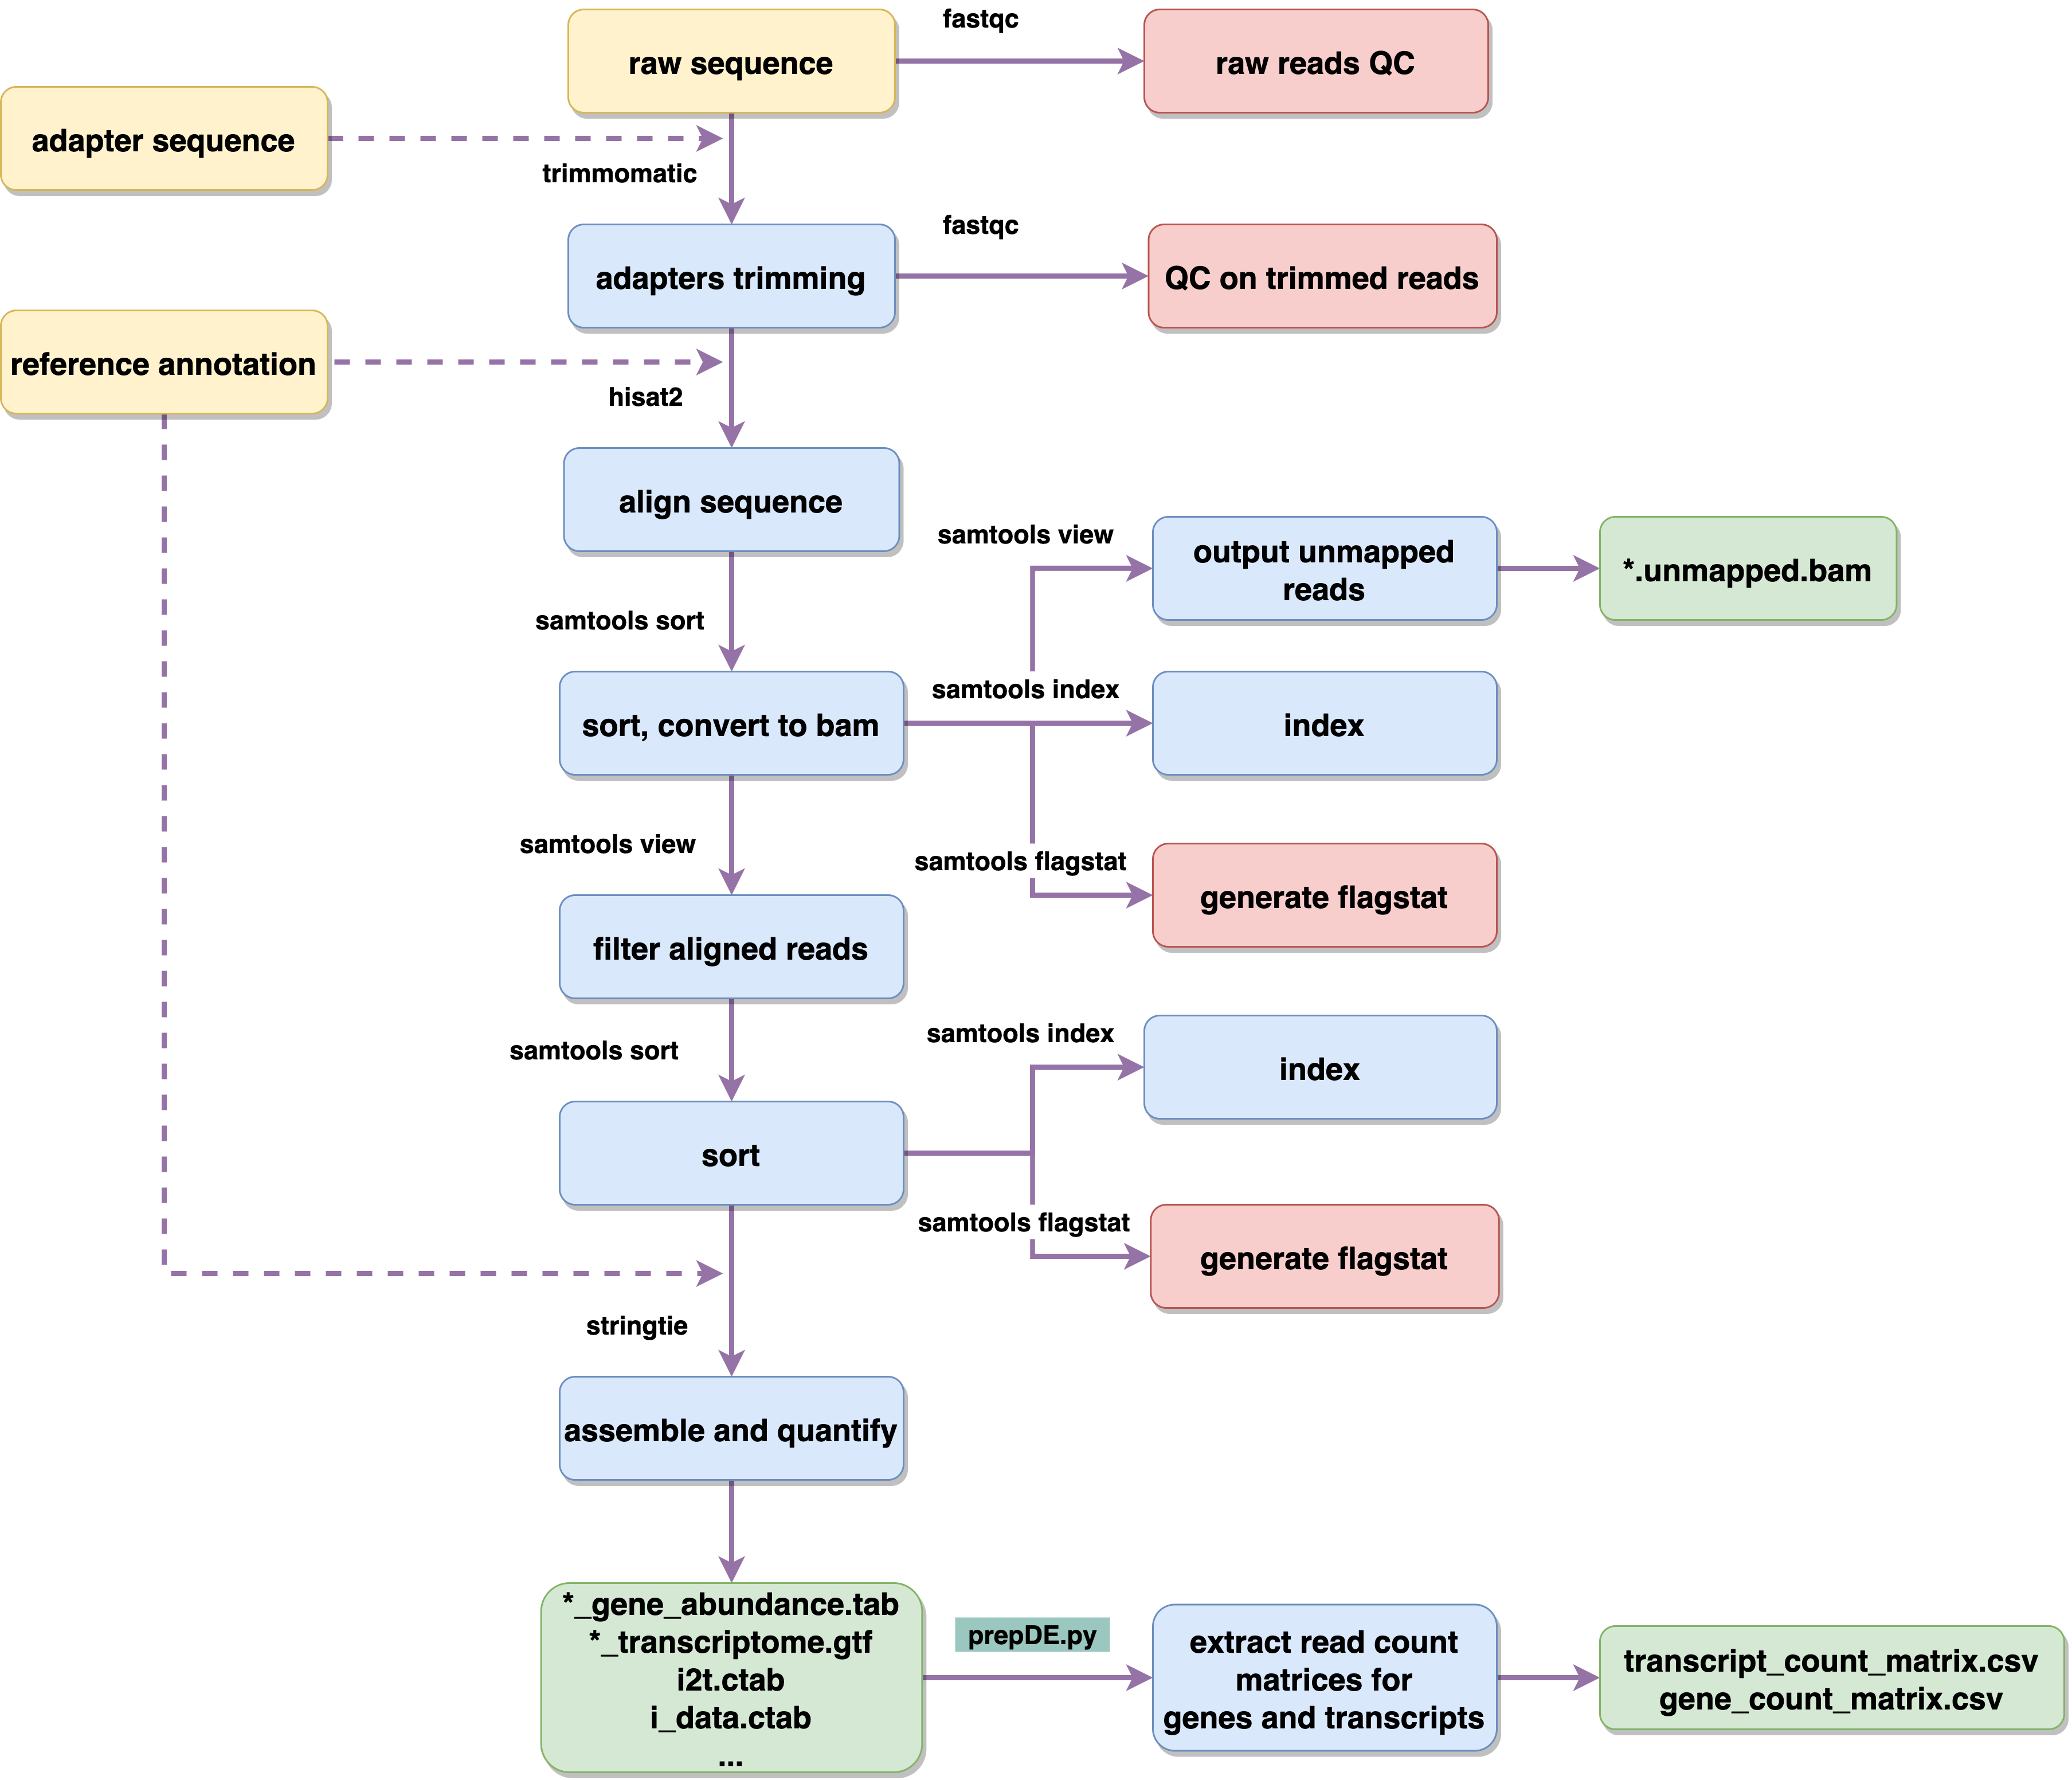 fastqc
raw sequence
raw reads QC
adapter sequence
trimmomatic
fastqc
adapters trimming
QC on trimmed reads
reference annotation
hisat2
align sequence
samtools view
output unmapped
reads
*.unmapped.bam
samtools sort
samtools index
sort, convert to bam
index
samtools view
samtools flagstat
generate flagstat
filter aligned reads
samtools sort
samtools index
index
sort
samtools flagstat
generate flagstat
stringtie
assemble and quantify
*_gene_abundance.tab
*_transcriptome.gtf
i2t.ctab
i_data.ctab
...
prepDE.py
extract read count
matrices for
genes and transcripts
transcript_count_matrix.csv
gene_count_matrix.csv